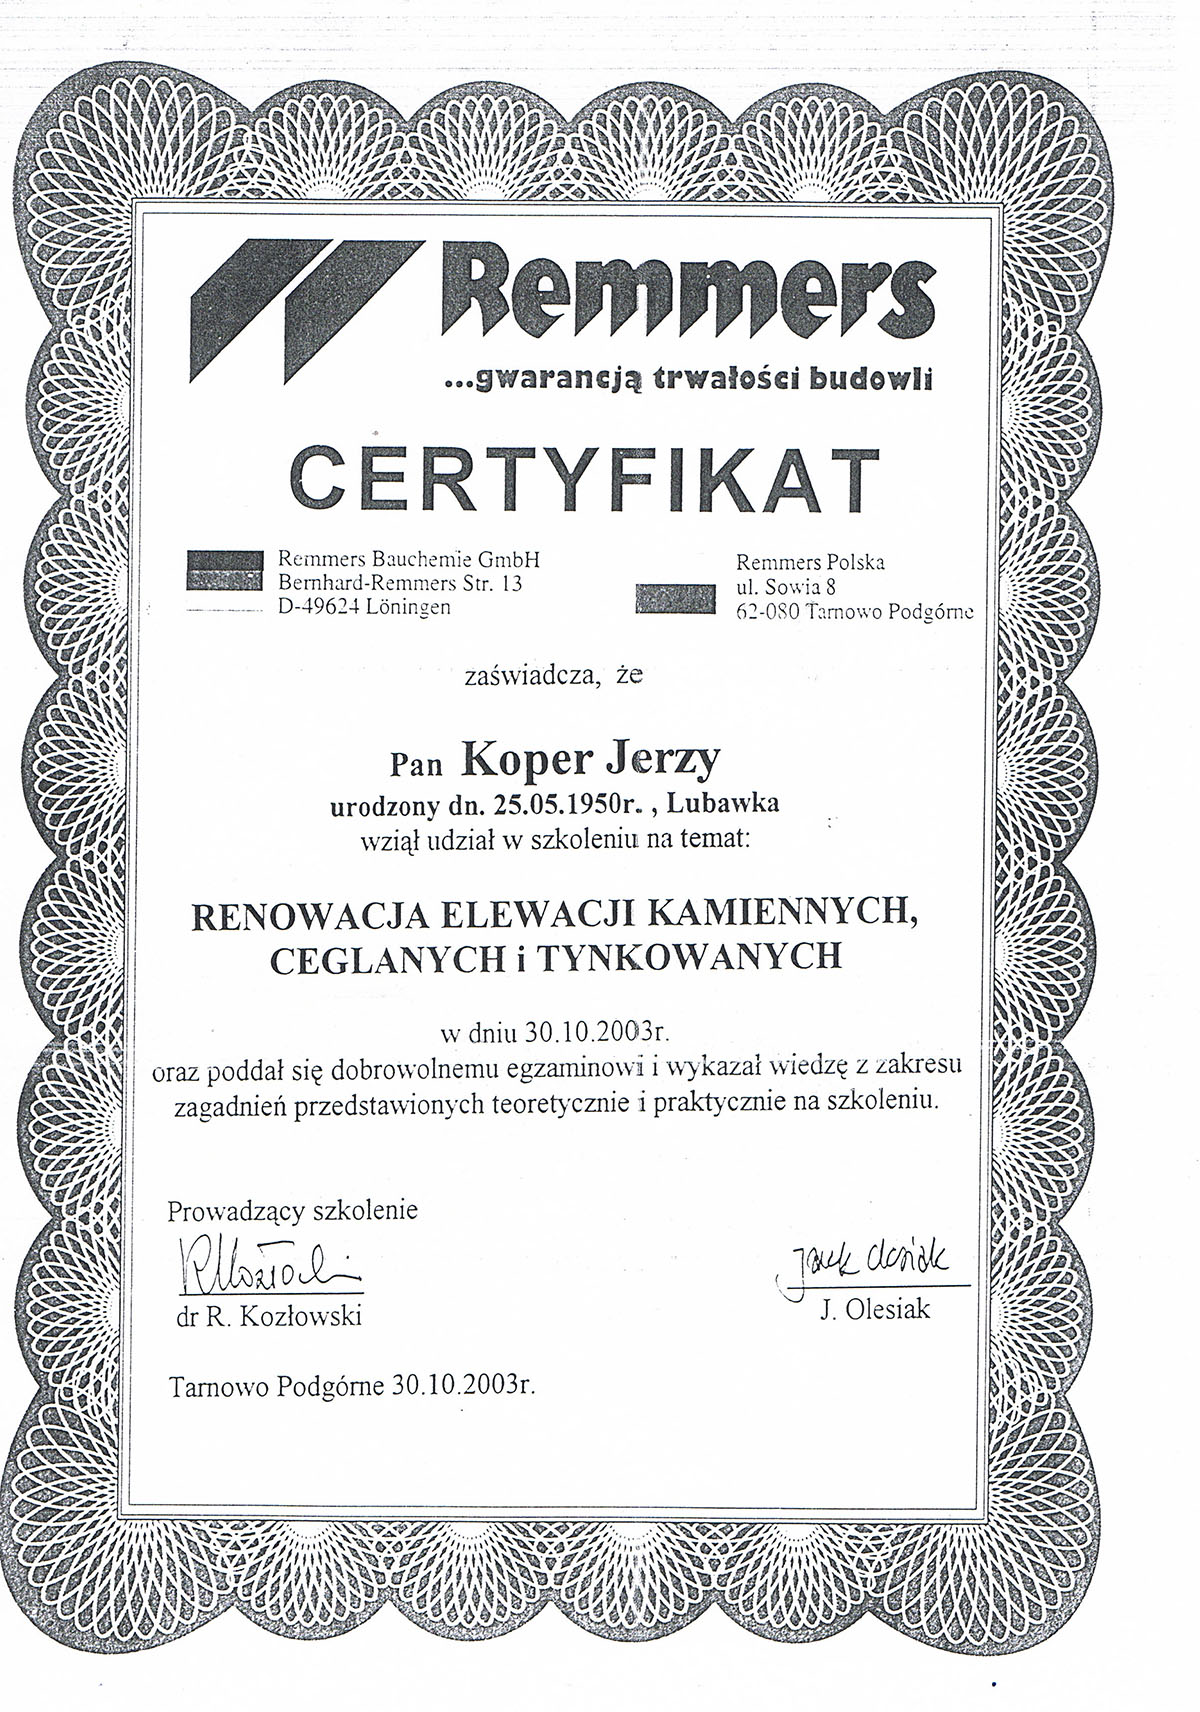 Remmers
...gwarancją trwałości budowli
CERTYFIKAT
Remmers Bauchemie GmbH
Bernhard-Remmers Str. 13
D-49624 Löningen
Remmers Polska
ul. Sowia 8
62-080 Tarnowo Podgórne
zaświadcza, że
Pan Koper Jerzy
urodzony dn. 25.05.1950r. , Lubawka
wziął udział w szkoleniu na temat:
RENOWACJA ELEWACJI KAMIENNYCH,
CEGLANYCH i TYNKOWANYCH
w dniu 30.10.2003r.
oraz poddał się dobrowolnemu egzaminowi i wykazał wiedzę z zakresu
zagadnień przedstawionych teoretycznie i praktycznie na szkoleniu.
Prowadzący szkolenie
dr R. Kozłowski
J. Olesiak
Tarnowo Podgórne 30.10.2003r.